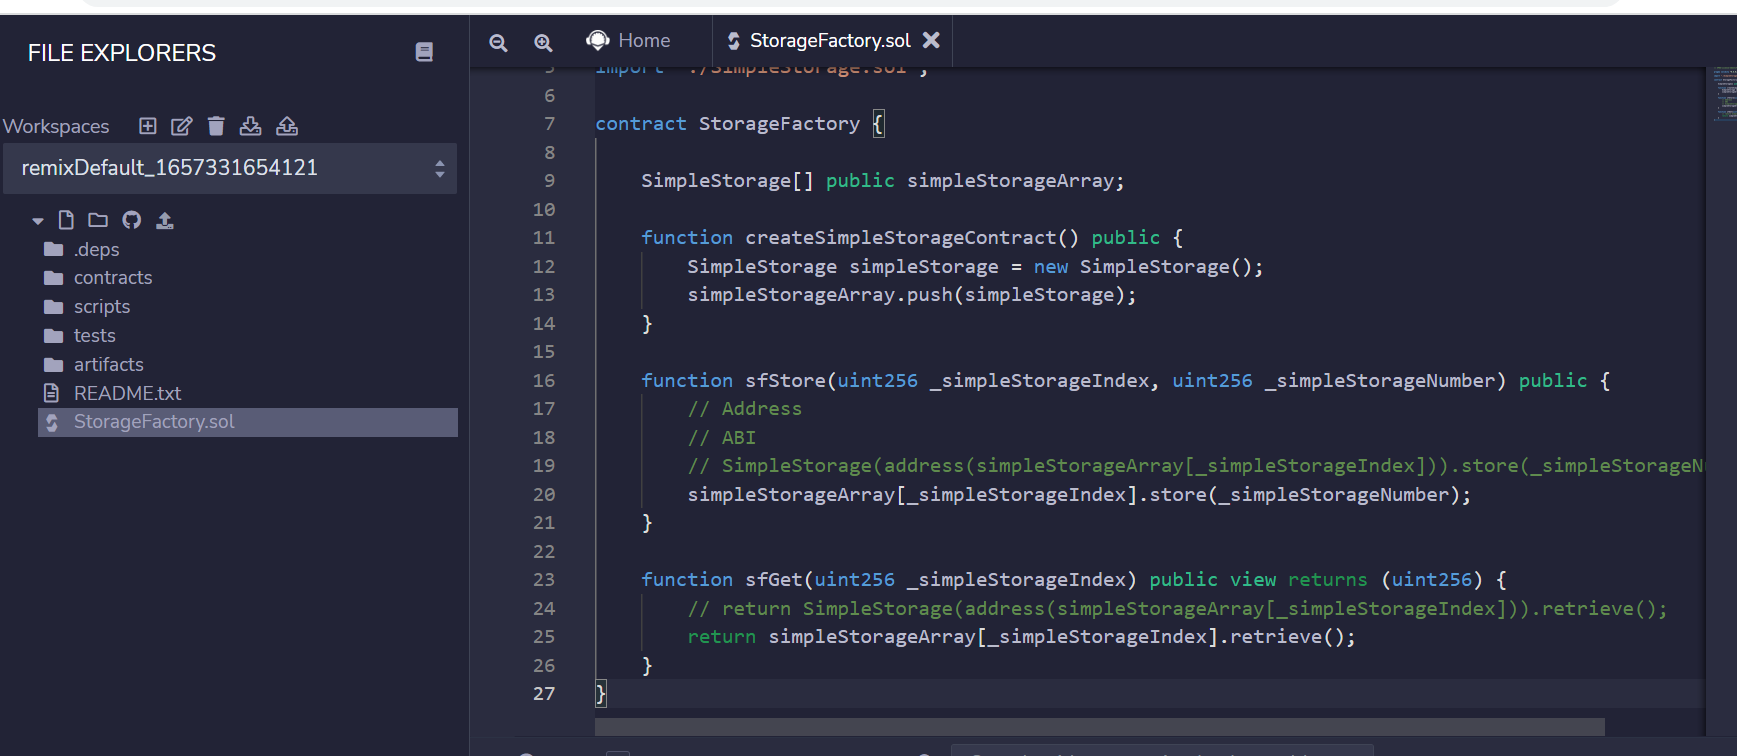 FILE EXPLORERS
Workspaces
remixDefault_1657331654121
.deps
contracts
scripts
tests
artifacts
README.txt
StorageFactory.sol
Home
StorageFactory.sol
5 import "./SimpleStorage.sol";
6
7 contract StorageFactory {
8
9 SimpleStorage[] public simpleStorageArray;
10
11 function createSimpleStorageContract() public {
12 SimpleStorage simpleStorage = new SimpleStorage();
13 simpleStorageArray.push(simpleStorage);
14 }
15
16 function sfStore(uint256 _simpleStorageIndex, uint256 _simpleStorageNumber) public {
17 // Address
18 // ABI
19 // SimpleStorage(address(simpleStorageArray[_simpleStorageIndex])).store(_simpleStorageN
20 simpleStorageArray[_simpleStorageIndex].store(_simpleStorageNumber);
21 }
22
23 function sfGet(uint256 _simpleStorageIndex) public view returns (uint256) {
24 // return SimpleStorage(address(simpleStorageArray[_simpleStorageIndex])).retrieve();
25 return simpleStorageArray[_simpleStorageIndex].retrieve();
26 }
27 }